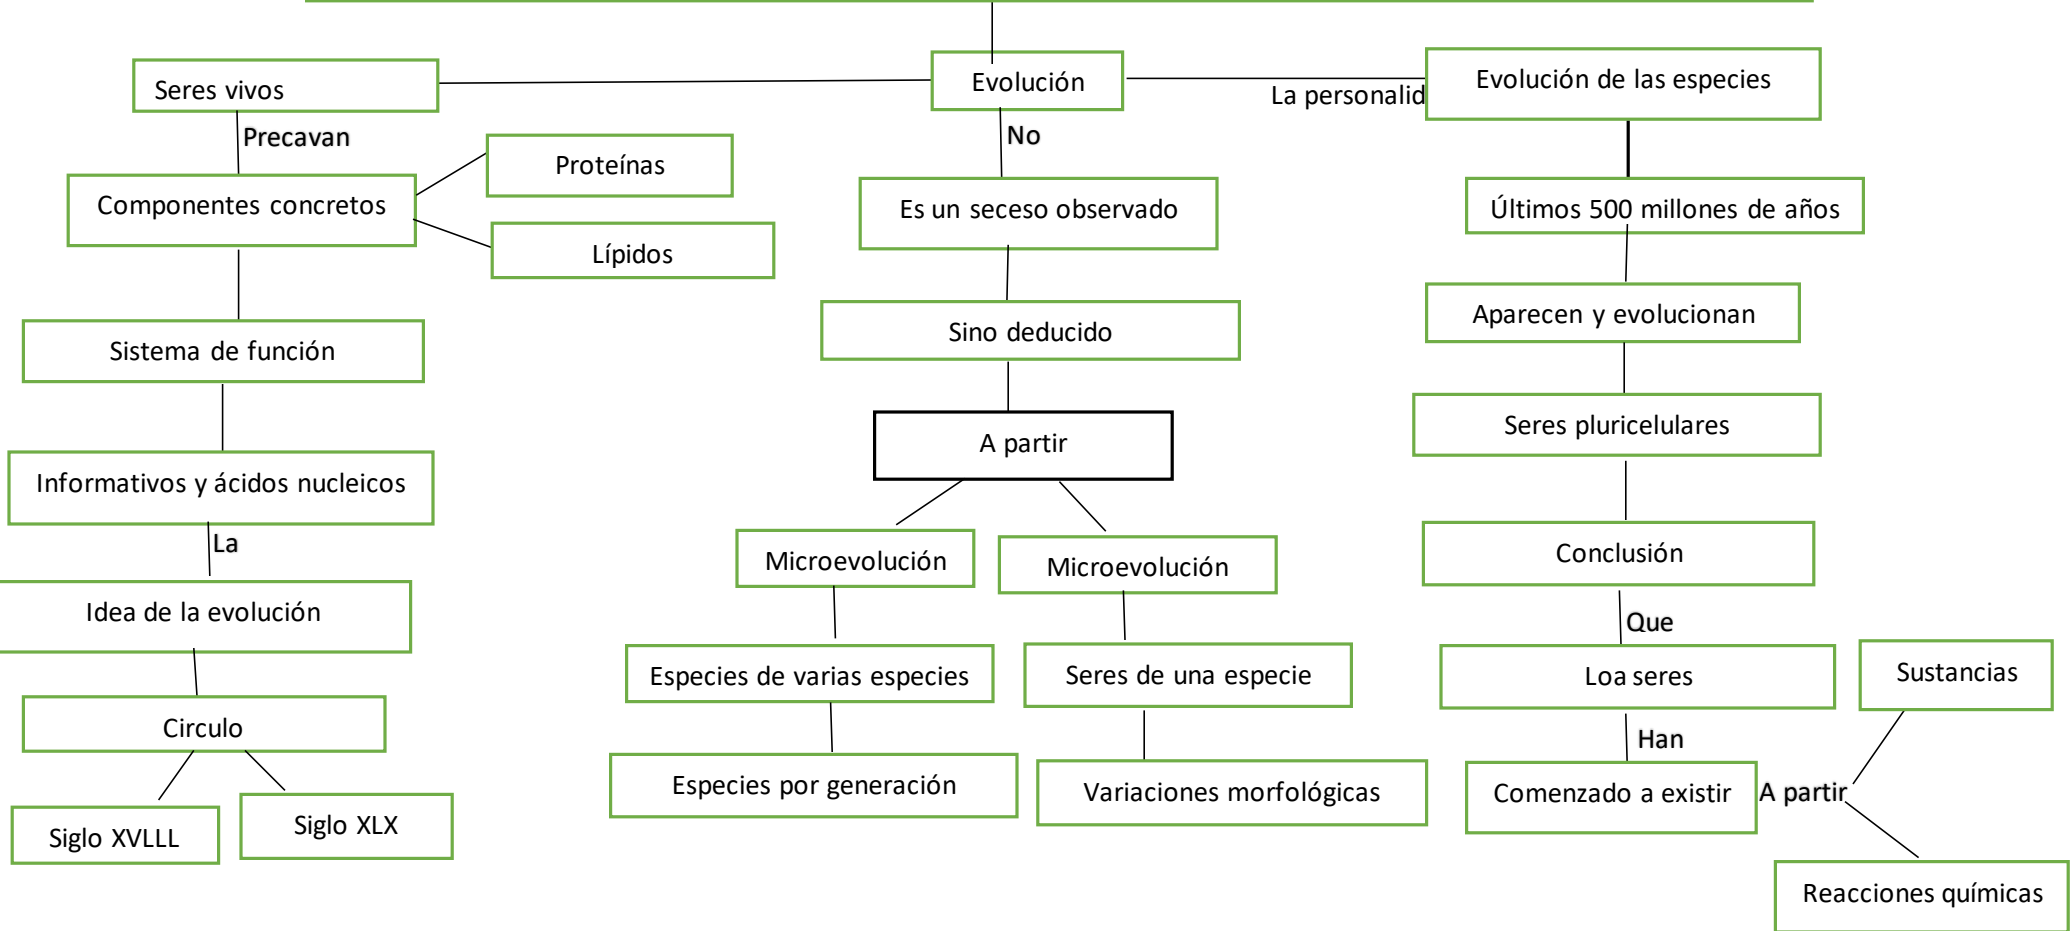 Seres vivos
Evolución
La personalid
Evolución de las especies
Precavan
No
Proteínas
Componentes concretos
Es un seceso observado
Últimos 500 millones de años
Lípidos
Aparecen y evolucionan
Sino deducido
Sistema de función
Seres pluricelulares
A partir
Informativos y ácidos nucleicos
La
Conclusión
Microevolución
Microevolución
Idea de la evolución
Que
Especies de varias especies
Seres de una especie
Loa seres
Sustancias
Circulo
Han
Especies por generación
Variaciones morfológicas
Comenzado a existir
A partir
Siglo XVLLL
Siglo XLX
Reacciones químicas